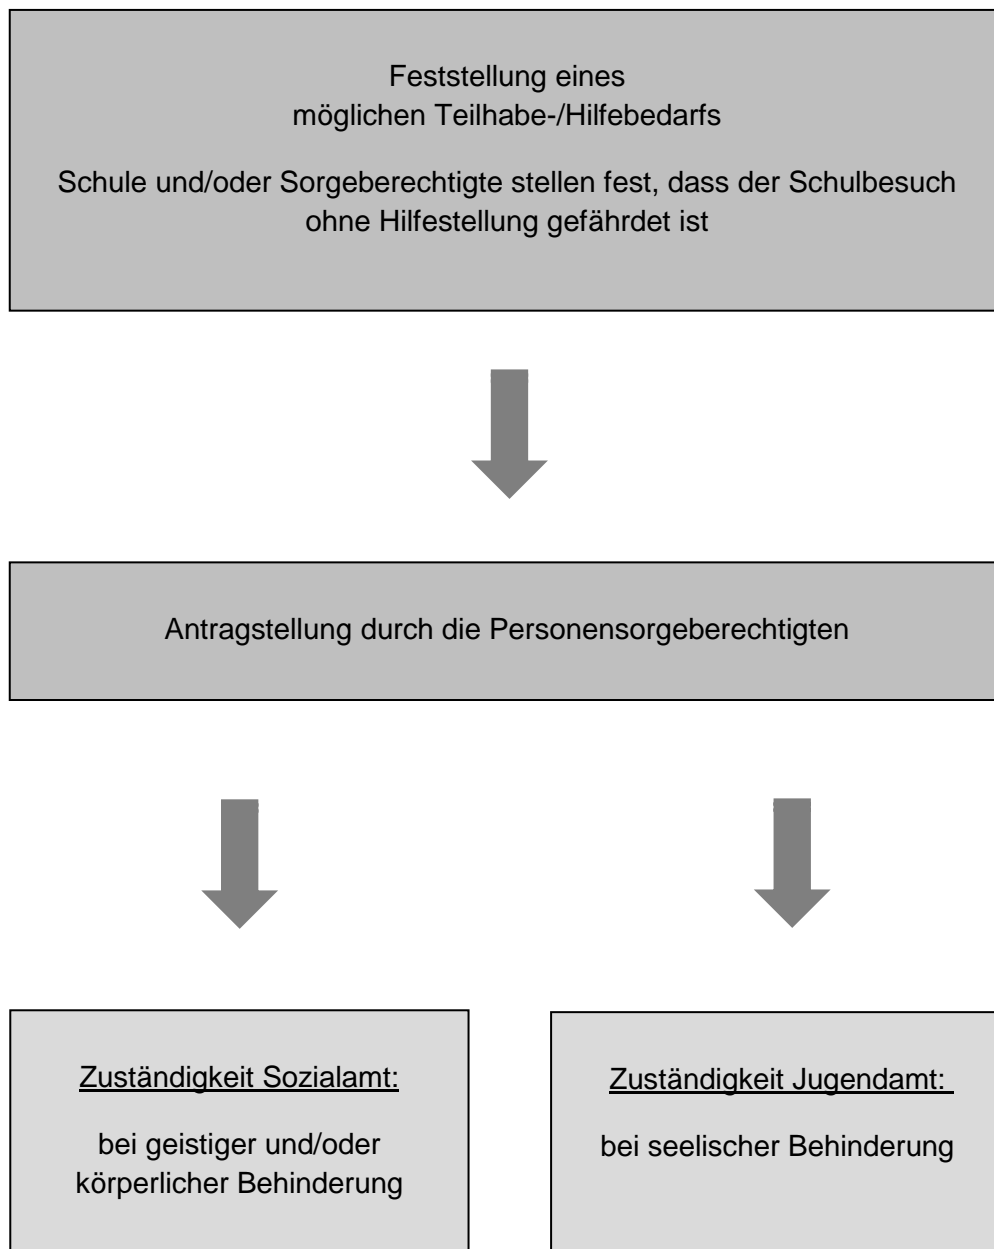 Feststellung eines
möglichen Teilhabe-/Hilfebedarfs
Schule und/oder Sorgeberechtigte stellen fest, dass der Schulbesuch
ohne Hilfestellung gefährdet ist
Antragstellung durch die Personensorgeberechtigten
Zuständigkeit Sozialamt:
bei geistiger und/oder
körperlicher Behinderung
Zuständigkeit Jugendamt:
bei seelischer Behinderung